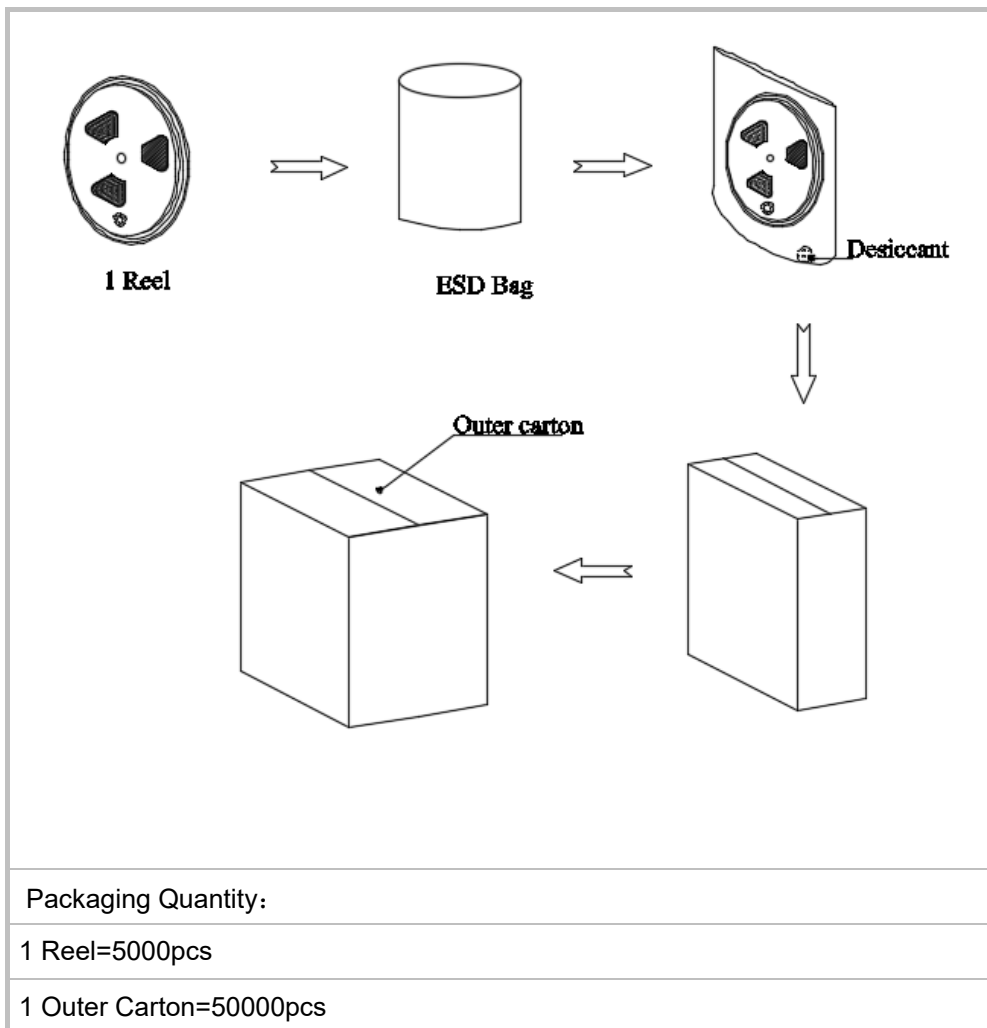 1 Reel
ESD Bag
Desiccant
Outer carton
Packaging Quantity：
1 Reel=5000pcs
1 Outer Carton=50000pcs